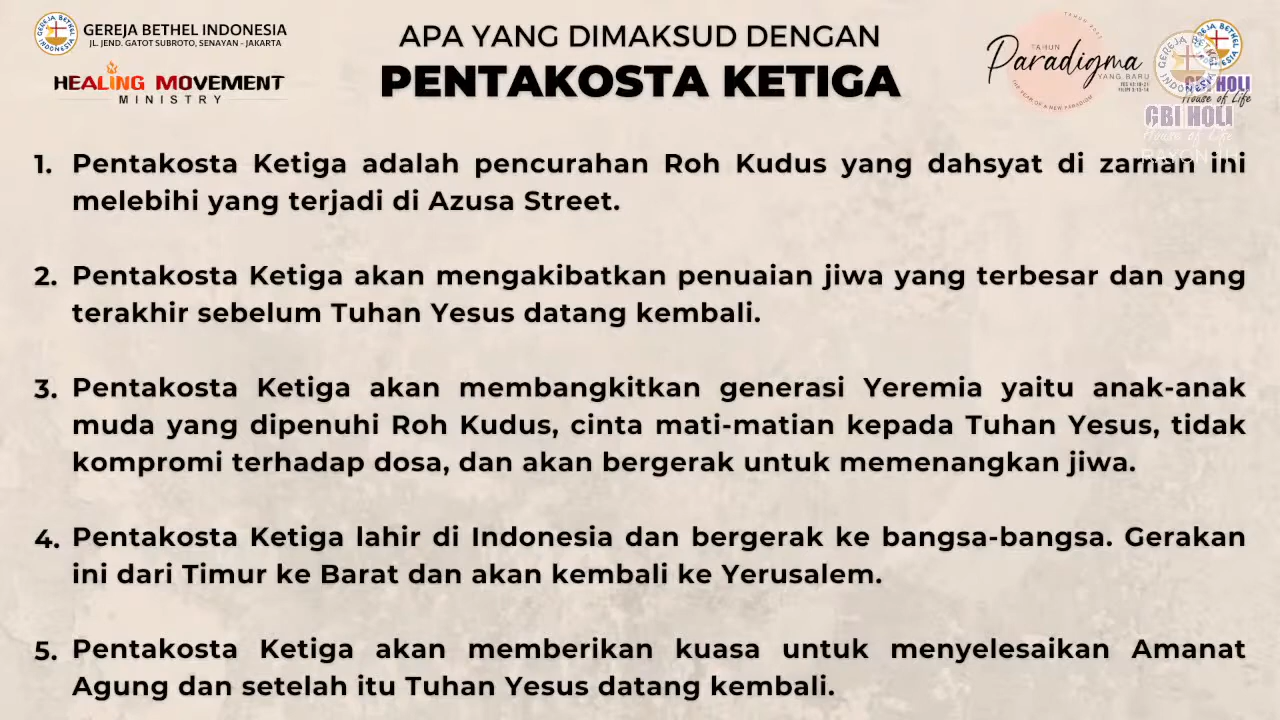 GEREJA BETHEL INDONESIA
JL. JEND. GATOT SUBROTO, SENAYAN - JAKARTA
HEALING MOVEMENT
MINISTRY
APA YANG DIMAKSUD DENGAN
PENTAKOSTA KETIGA
TAHUN
Paradigma
YANG BARU
GBI HOLI
House of Life
GBI HOLI
House of Life
1. Pentakosta Ketiga adalah pencurahan Roh Kudus yang dahsyat di zaman ini
melebihi yang terjadi di Azusa Street.
2. Pentakosta Ketiga akan mengakibatkan penuaian jiwa yang terbesar dan yang
terakhir sebelum Tuhan Yesus datang kembali.
3. Pentakosta Ketiga akan membangkitkan generasi Yeremia yaitu anak-anak
muda yang dipenuhi Roh Kudus, cinta mati-matian kepada Tuhan Yesus, tidak
kompromi terhadap dosa, dan akan bergerak untuk memenangkan jiwa.
4. Pentakosta Ketiga lahir di Indonesia dan bergerak ke bangsa-bangsa. Gerakan
ini dari Timur ke Barat dan akan kembali ke Yerusalem.
5. Pentakosta Ketiga akan memberikan kuasa untuk menyelesaikan Amanat
Agung dan setelah itu Tuhan Yesus datang kembali.